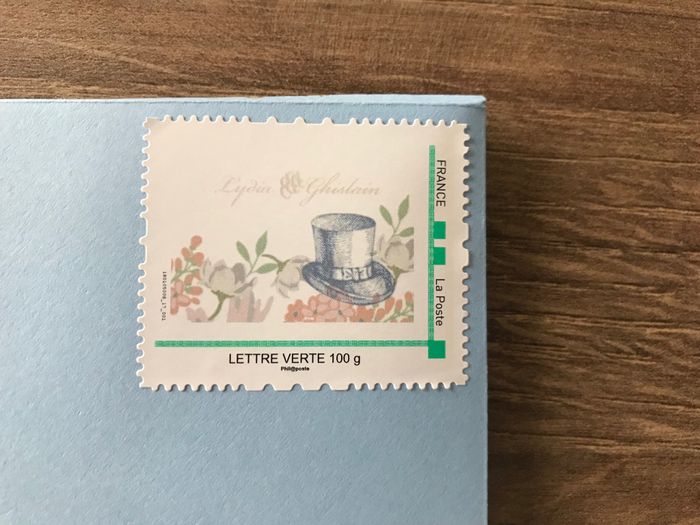 Lydia & Ghislain
FRANCE
La Poste
LETTRE VERTE 100 g
Phil@poste